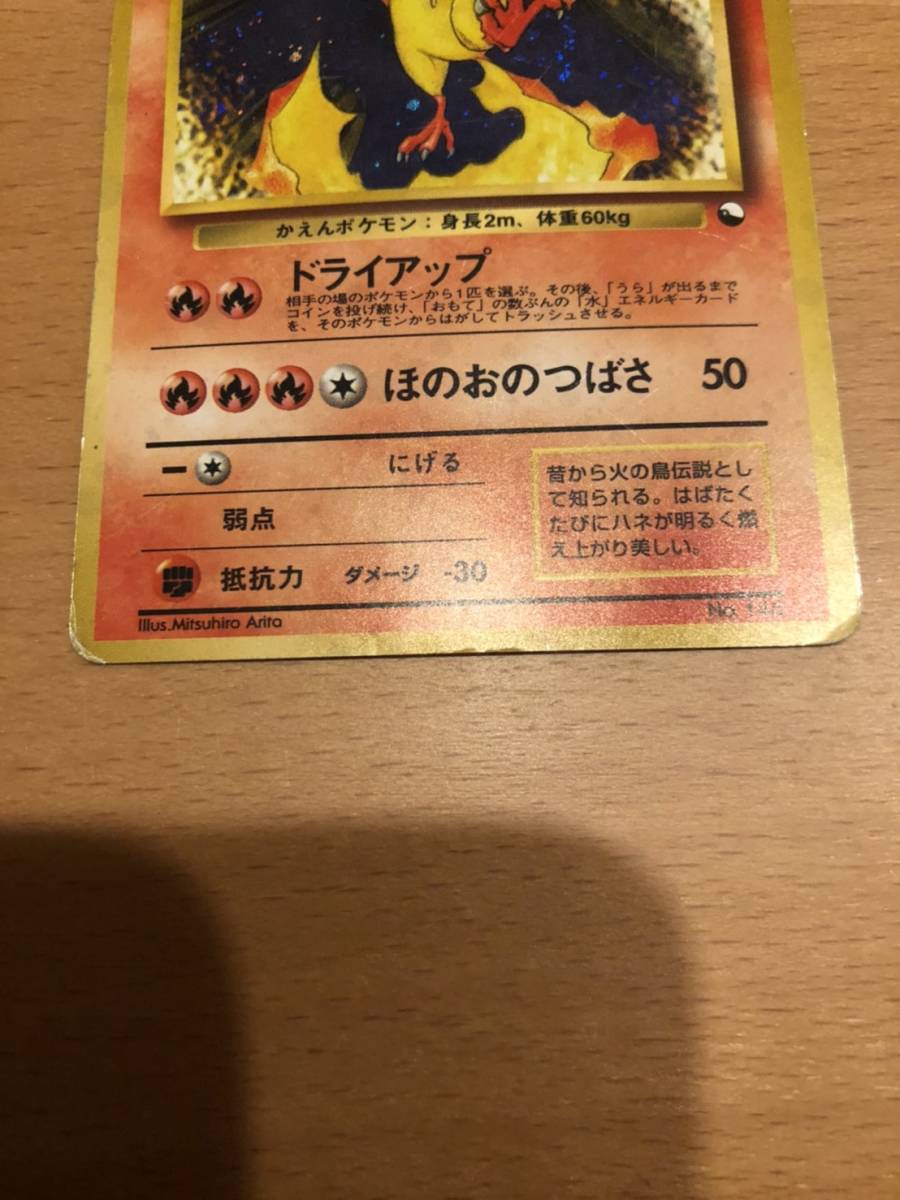 かえんポケモン：身長2m、体重60kg
ドライアップ
相手の場のポケモンから1匹を選ぶ。その後、「うら」が出るまで
コインを投げ続け、「おもて」の数ぶんの「水」エネルギーカード
を、そのポケモンからはがしてトラッシュさせる。
ほのおのつばさ 50
にげる
弱点
抵抗力 ダメージ -30
昔から火の鳥伝説とし
て知られる。はばたく
たびにハネが明るく燃
え上がり美しい。
Illus.Mitsuhiro Arita
No.